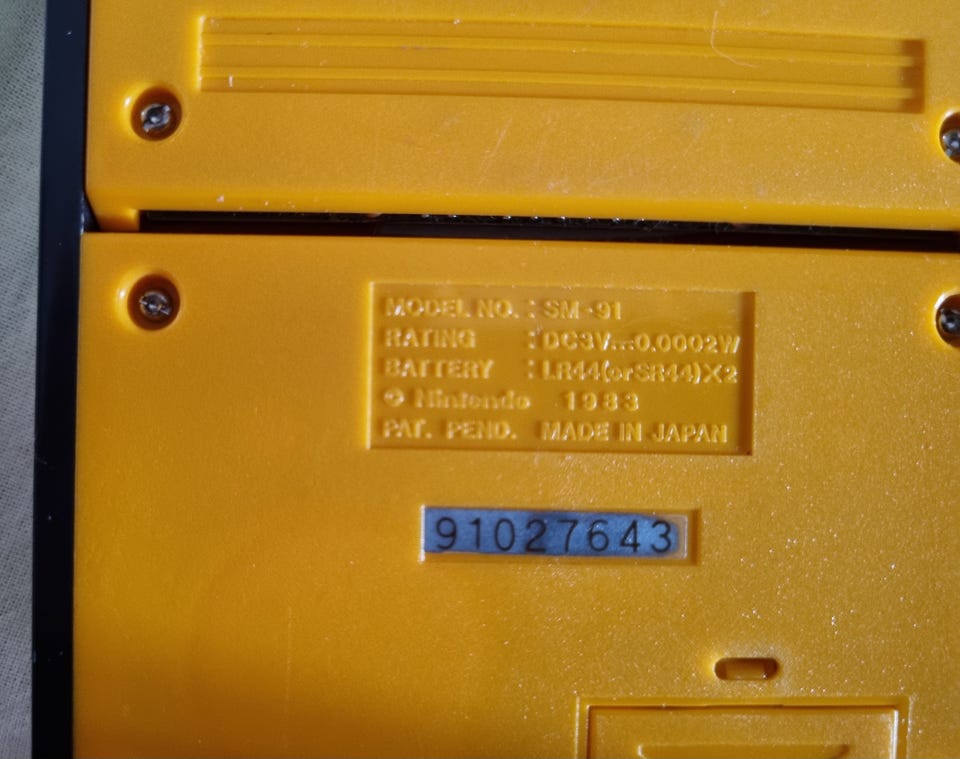 MODEL NO. : SM-91
RATING : DC3V⎓0.0002W
BATTERY : LR44(orSR44)X2
© Nintendo 1983
PAT. PEND. MADE IN JAPAN
91027643